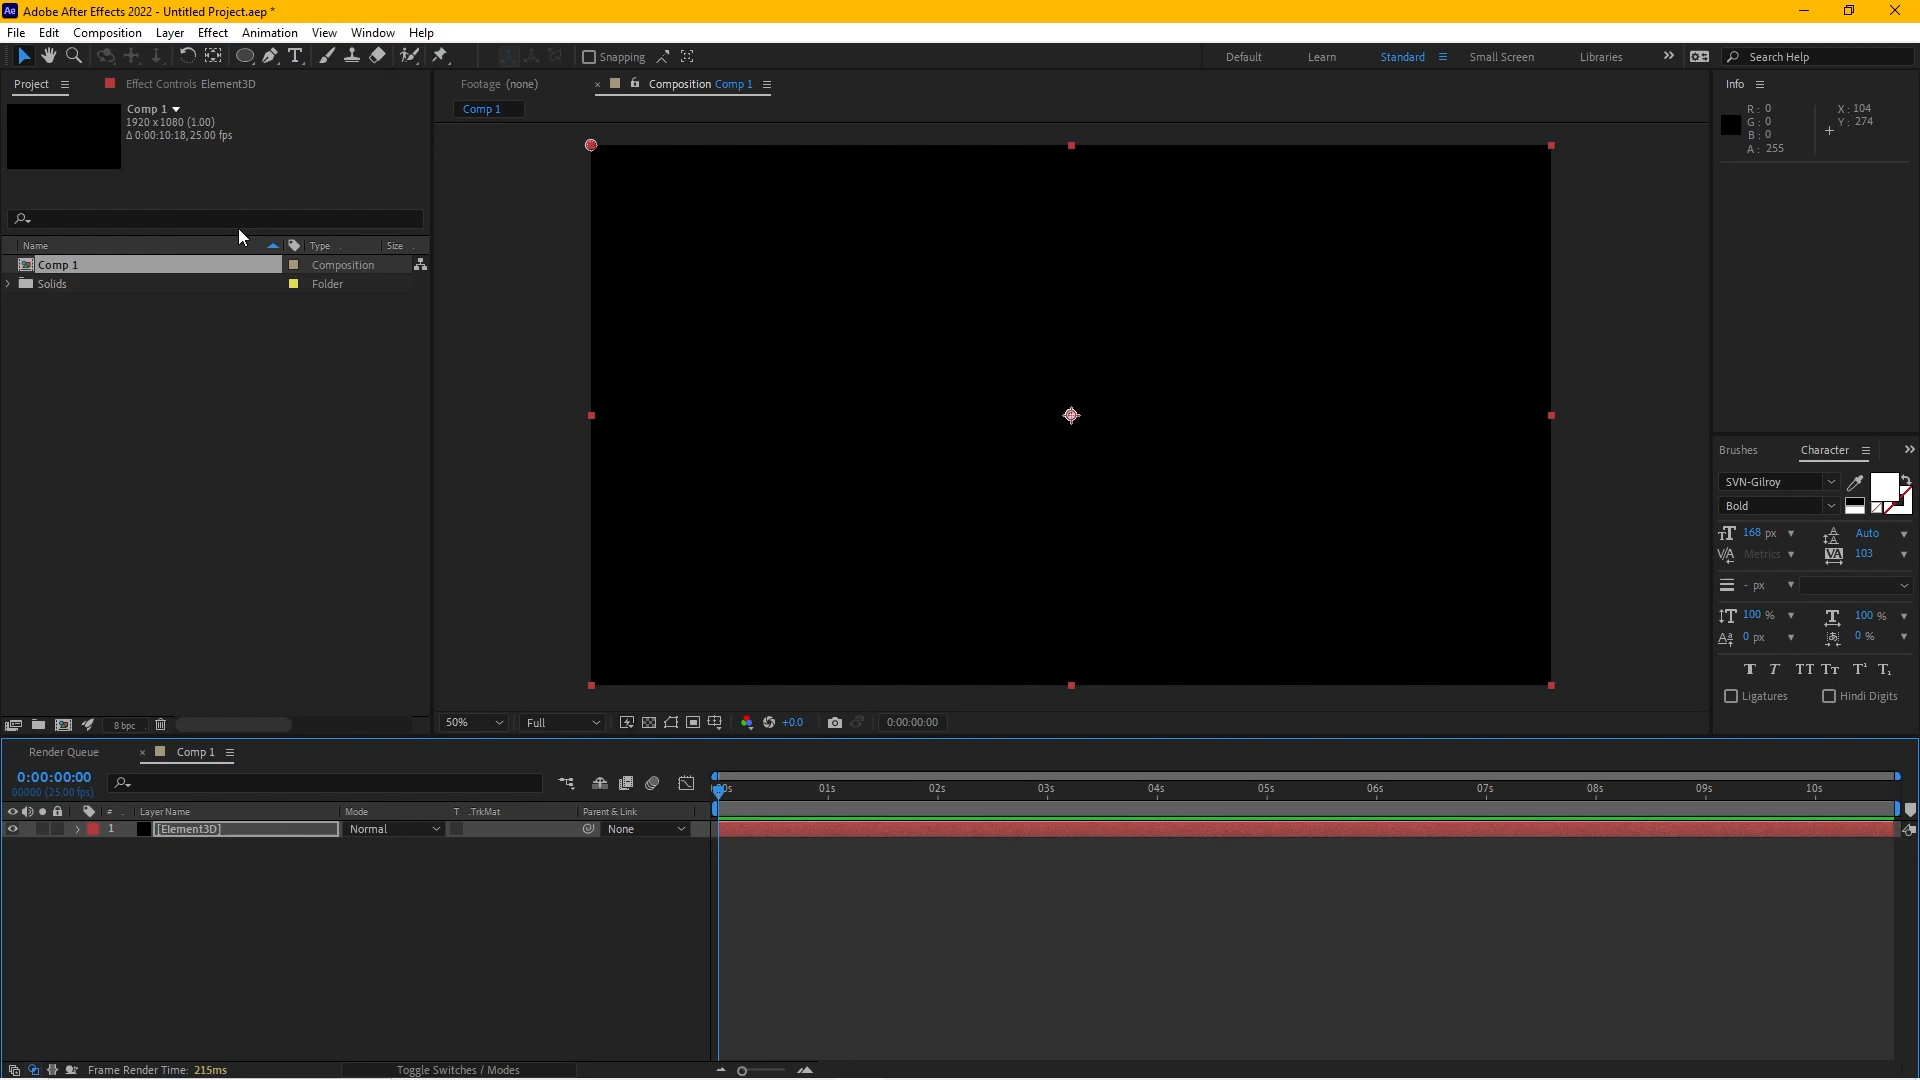 Ae Adobe After Effects 2022 - Untitled Project.aep *
File Edit Composition Layer Effect Animation View Window Help
Snapping
Default Learn Standard Small Screen Libraries Search Help
Project Effect Controls Element3D
Footage (none) Composition Comp 1 Info
Comp 1
1920 x 1080 (1.00)
Δ 0:00:10:18, 25.00 fps
Comp 1
R: 0 X: 104
G: 0 Y: 274
B: 0
A: 255
Name Type Size
Comp 1 Composition
Solids Folder
Brushes Character
SVN-Gilroy
Bold
168 px Auto
Metrics 103
- px
100 % 100 %
0 px 0 %
T T TT Tr T¹ T₁
Ligatures Hindi Digits
8 bpc
50% Full +0.0 0:00:00:00
Render Queue Comp 1
0:00:00:00
00000 (25.00 fps)
:00s 01s 02s 03s 04s 05s 06s 07s 08s 09s 10s
# Layer Name Mode T .TrkMat Parent & Link
1 [Element3D] Normal None
Frame Render Time: 215ms Toggle Switches / Modes